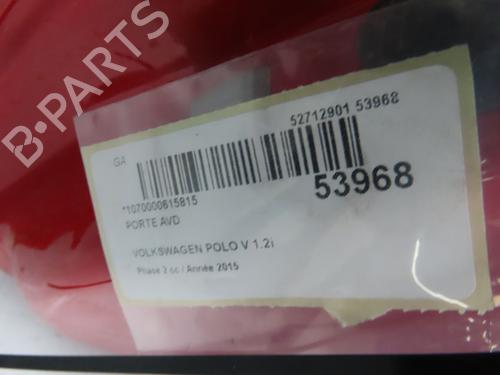 B-PARTS
GA
52712901 53968
*1070000615815
53968
PORTE AVD
VOLKSWAGEN POLO V 1.2i
Phase 2 cc / Année 2015